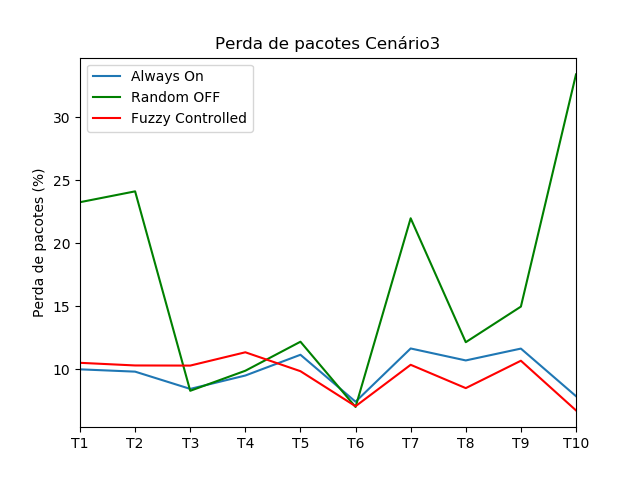 Perda de pacotes Cenário3
Always On
Random OFF
Fuzzy Controlled
Perda de pacotes (%)
30
25
20
15
10
T1 T2 T3 T4 T5 T6 T7 T8 T9 T10